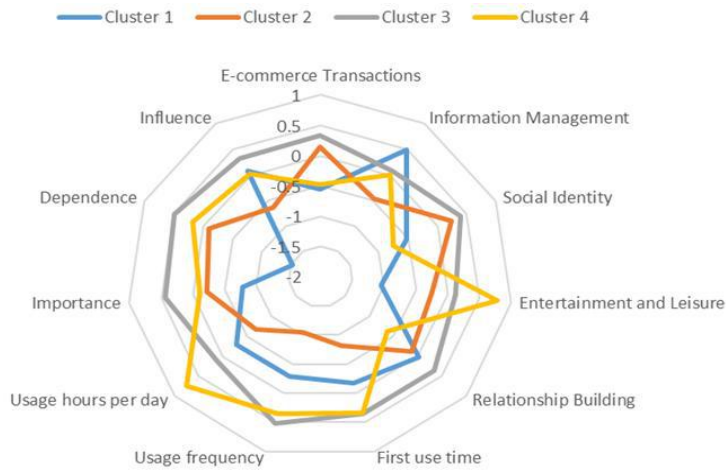 Cluster 1 Cluster 2 Cluster 3 Cluster 4
E-commerce Transactions
1
Influence
Information Management
0.5
0
Dependence
-0.5
Social Identity
-1
-1.5
-2
Importance
Entertainment and Leisure
Usage hours per day
Relationship Building
Usage frequency
First use time